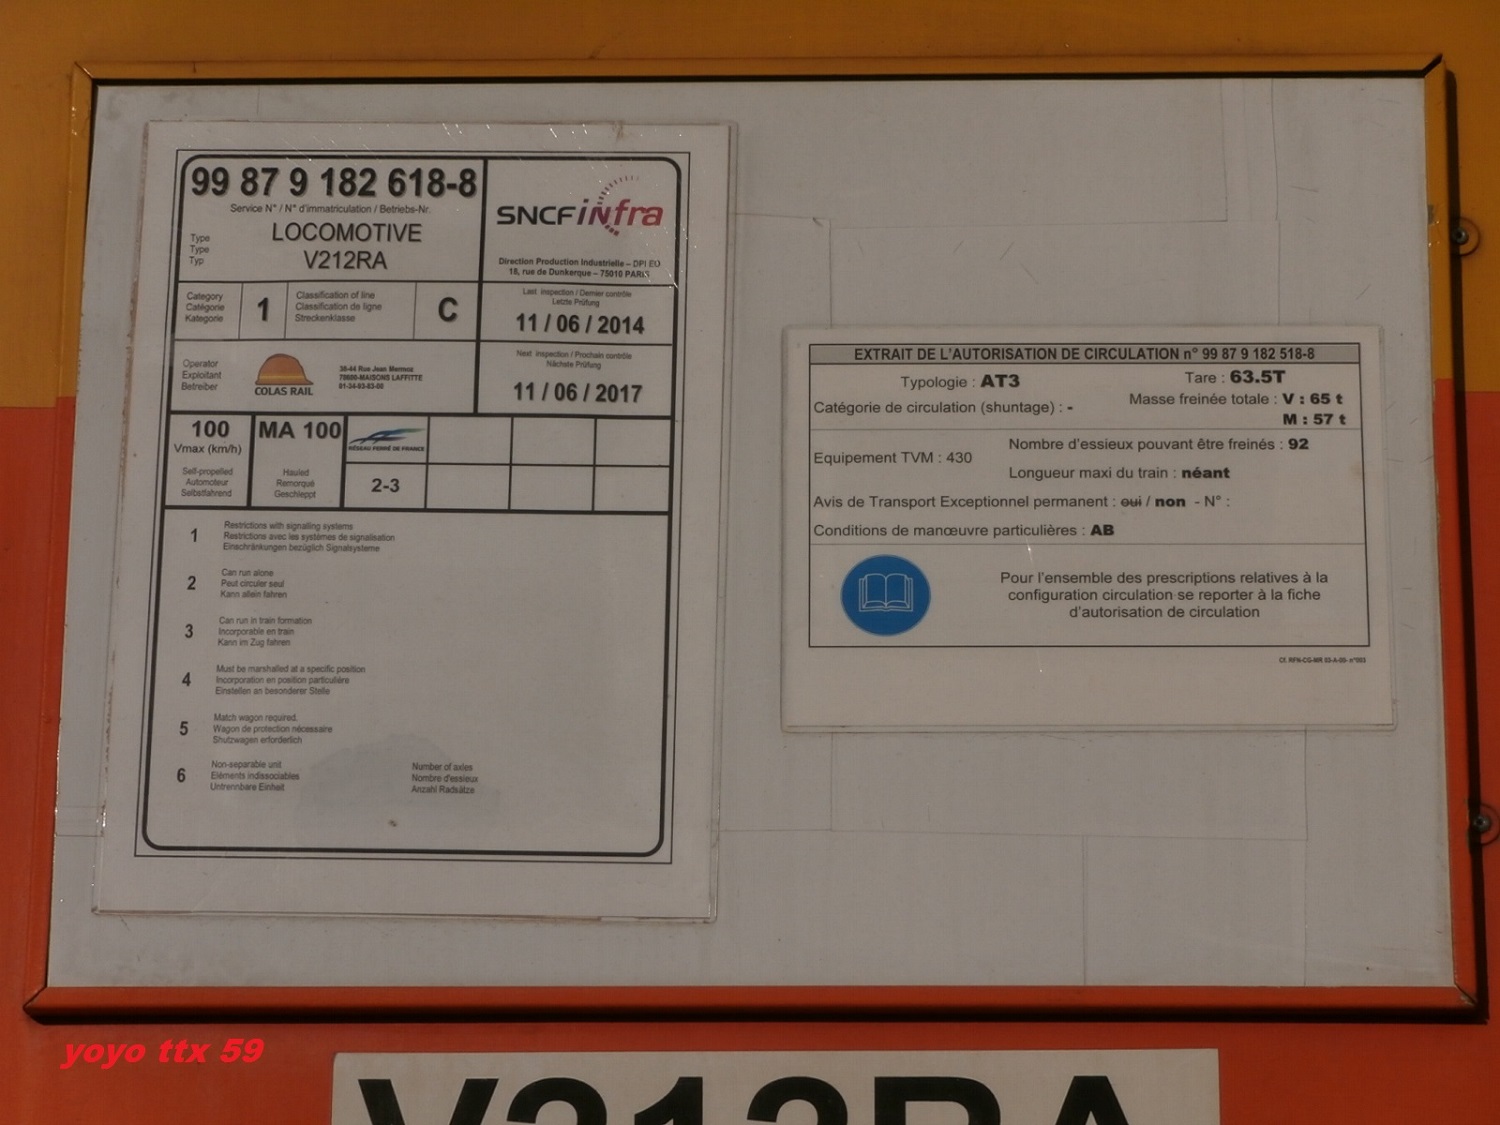 99 87 9 182 618-8
Service N° / N° d'immatriculation / Betriebs-Nr.
Type
Type
Typ
LOCOMOTIVE
V212RA
SNCF infra
Direction Production Industrielle – DPI EO
18, rue de Dunkerque – 75010 PARIS
Category
Catégorie
Kategorie
1
Classification of line
Classification de ligne
Streckenklasse
C
Last inspection / Dernier contrôle
Letzte Prüfung
11 / 06 / 2014
Operator
Exploitant
Betreiber
COLAS RAIL
38-44 Rue Jean Mermoz
78600-MAISONS LAFFITTE
Next inspection / Prochain contrôle
Nächste Prüfung
11 / 06 / 2017
100
Vmax (km/h)
Self-propelled
Automoteur
Selbstfahrend
MA 100
Hauled
Remorqué
Geschleppt
RÉSEAU FERRÉ DE FRANCE
2-3
1
Restrictions with signalling systems
Restrictions avec les systèmes de signalisation
Einschränkungen bezüglich Signalsysteme
2
Can run alone
Peut circuler seul
Kann allein fahren
3
Can run in train formation
Incorporable en train
Kann im Zug fahren
4
Must be marshalled at a specific position
Incorporation en position particulière
Einstellen an besonderer Stelle
5
Match wagon required.
Wagon de protection nécessaire
Shutzwagen erforderlich
6
Non-separable unit
Eléments indissociables
Untrennbare Einheit
Number of axles
Nombre d'essieux
Anzahl Radsätze
EXTRAIT DE L'AUTORISATION DE CIRCULATION n° 99 87 9 182 518-8
Typologie : AT3
Tare : 63.5T
Catégorie de circulation (shuntage) : -
Masse freinée totale : V : 65 t
M : 57 t
Nombre d'essieux pouvant être freinés : 92
Equipement TVM : 430
Longueur maxi du train : néant
Avis de Transport Exceptionnel permanent : oui / non - N° :
Conditions de manœuvre particulières : AB
Pour l'ensemble des prescriptions relatives à la
configuration circulation se reporter à la fiche
d'autorisation de circulation
yoyo ttx 59
V212RA